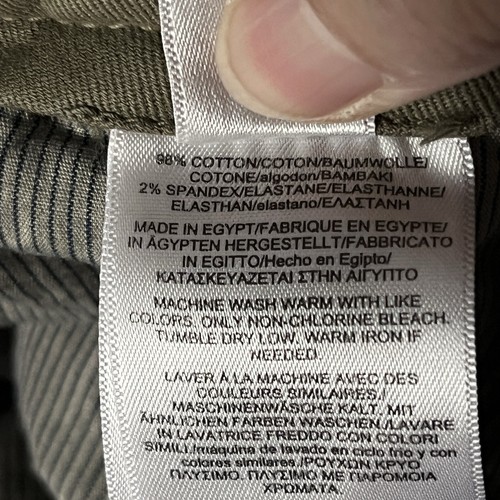 98% COTTON/COTON/BAUMWOLLE/
COTONE/algodon/BAMBAKI
2% SPANDEX/ELASTANE/ELASTHANNE/
ELASTHAN/elastano/ΕΛΑΣΤΑΝΗ
MADE IN EGYPT/FABRIQUE EN EGYPTE/
IN ÄGYPTEN HERGESTELLT/FABBRICATO
IN EGITTO/Hecho en Egipto/
ΚΑΤΑΣΚΕΥΑΖΕΤΑΙ ΣΤΗΝ ΑΙΓΥΠΤΟ
MACHINE WASH WARM WITH LIKE
COLORS. ONLY NON-CHLORINE BLEACH.
TUMBLE DRY LOW. WARM IRON IF
NEEDED.
LAVER À LA MACHINE AVEC DES
COULEURS SIMILAIRES./
MASCHINENWÄSCHE KALT, MIT
ÄHNLICHEN FARBEN WASCHEN./LAVARE
IN LAVATRICE FREDDO CON COLORI
SIMILI./máquina de lavado en ciclo frío y con
colores similares./ΡΟΥΧΩΝ ΚΡΥΟ
ΠΛΥΣΙΜΟ. ΠΛΥΣΙΜΟ ΜΕ ΠΑΡΟΜΟΙΑ
ΧΡΩΜΑΤΑ